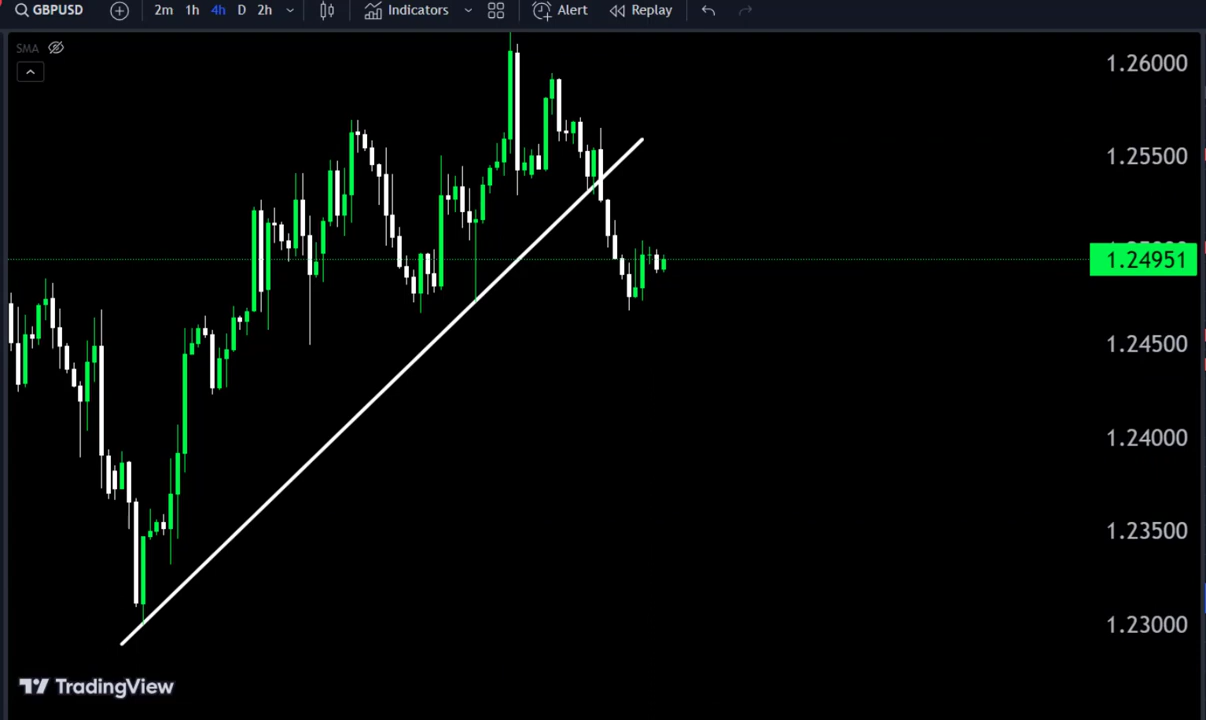 GBPUSD 2m 1h 4h D 2h Indicators Alert Replay
SMA
1.26000
1.25500
1.24951
1.24500
1.24000
1.23500
1.23000
TradingView